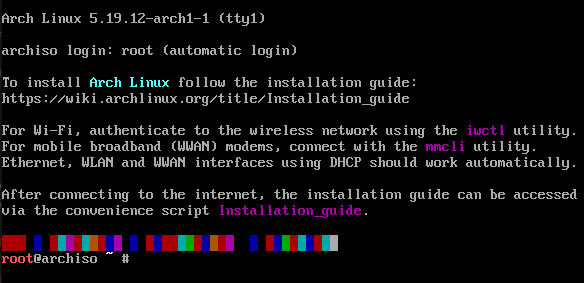 Arch Linux 5.19.12-arch1-1 (tty1)
archiso login: root (automatic login)
To install Arch Linux follow the installation guide:
https://wiki.archlinux.org/title/Installation_guide
For Wi-Fi, authenticate to the wireless network using the iwctl utility.
For mobile broadband (WWAN) modems, connect with the mmcli utility.
Ethernet, WLAN and WWAN interfaces using DHCP should work automatically.
After connecting to the internet, the installation guide can be accessed
via the convenience script Installation_guide.
root@archiso ~ #